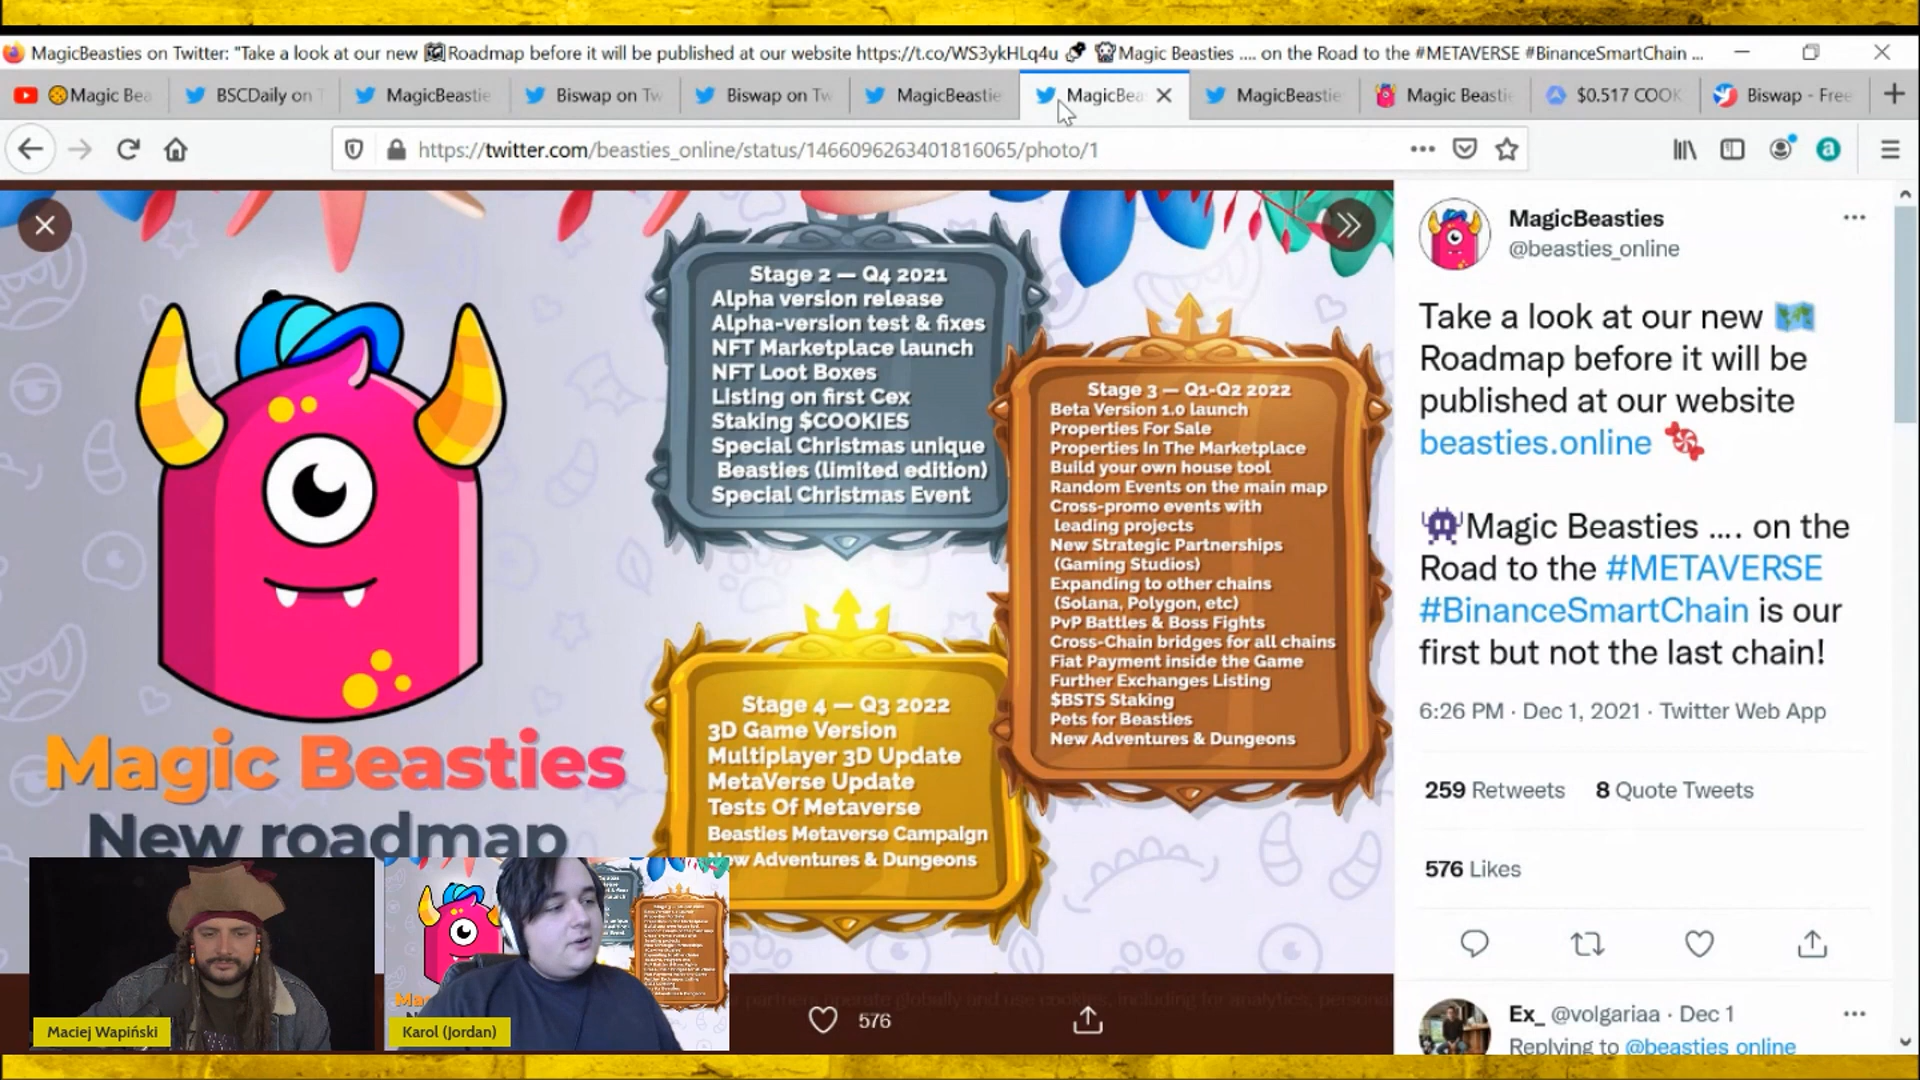 MagicBeasties on Twitter: "Take a look at our new Roadmap before it will be published at our website https://t.co/WS3ykHLq4u Magic Beasties .... on the Road to the #METAVERSE #BinanceSmartChain ...
Magic Bea
BSCDaily on T
MagicBeastie
Biswap on Tw
Biswap on Tw
MagicBeastie
MagicBea
MagicBeastie
Magic Beasti
$0.517 COOK
Biswap - Free
https://twitter.com/beasties_online/status/1466096263401816065/photo/1
Stage 2 — Q4 2021
Alpha version release
Alpha-version test & fixes
NFT Marketplace launch
NFT Loot Boxes
Listing on first Cex
Staking $COOKIES
Special Christmas unique
Beasties (limited edition)
Special Christmas Event
Stage 3 — Q1-Q2 2022
Beta Version 1.0 launch
Properties For Sale
Properties In The Marketplace
Build your own house tool
Random Events on the main map
Cross-promo events with
leading projects
New Strategic Partnerships
(Gaming Studios)
Expanding to other chains
(Solana, Polygon, etc)
PvP Battles & Boss Fights
Cross-Chain bridges for all chains
Fiat Payment inside the Game
Further Exchanges Listing
$BSTS Staking
Pets for Beasties
New Adventures & Dungeons
Stage 4 — Q3 2022
3D Game Version
Multiplayer 3D Update
MetaVerse Update
Tests Of Metaverse
Beasties Metaverse Campaign
New Adventures & Dungeons
Magic Beasties
New roadmap
MagicBeasties
@beasties_online
Take a look at our new
Roadmap before it will be
published at our website
beasties.online
Magic Beasties .... on the
Road to the #METAVERSE
#BinanceSmartChain is our
first but not the last chain!
6:26 PM · Dec 1, 2021 · Twitter Web App
259 Retweets 8 Quote Tweets
576 Likes
Ex_ @volgariaa · Dec 1
Replying to @beasties_online
576
Maciej Wapiński
Karol (Jordan)